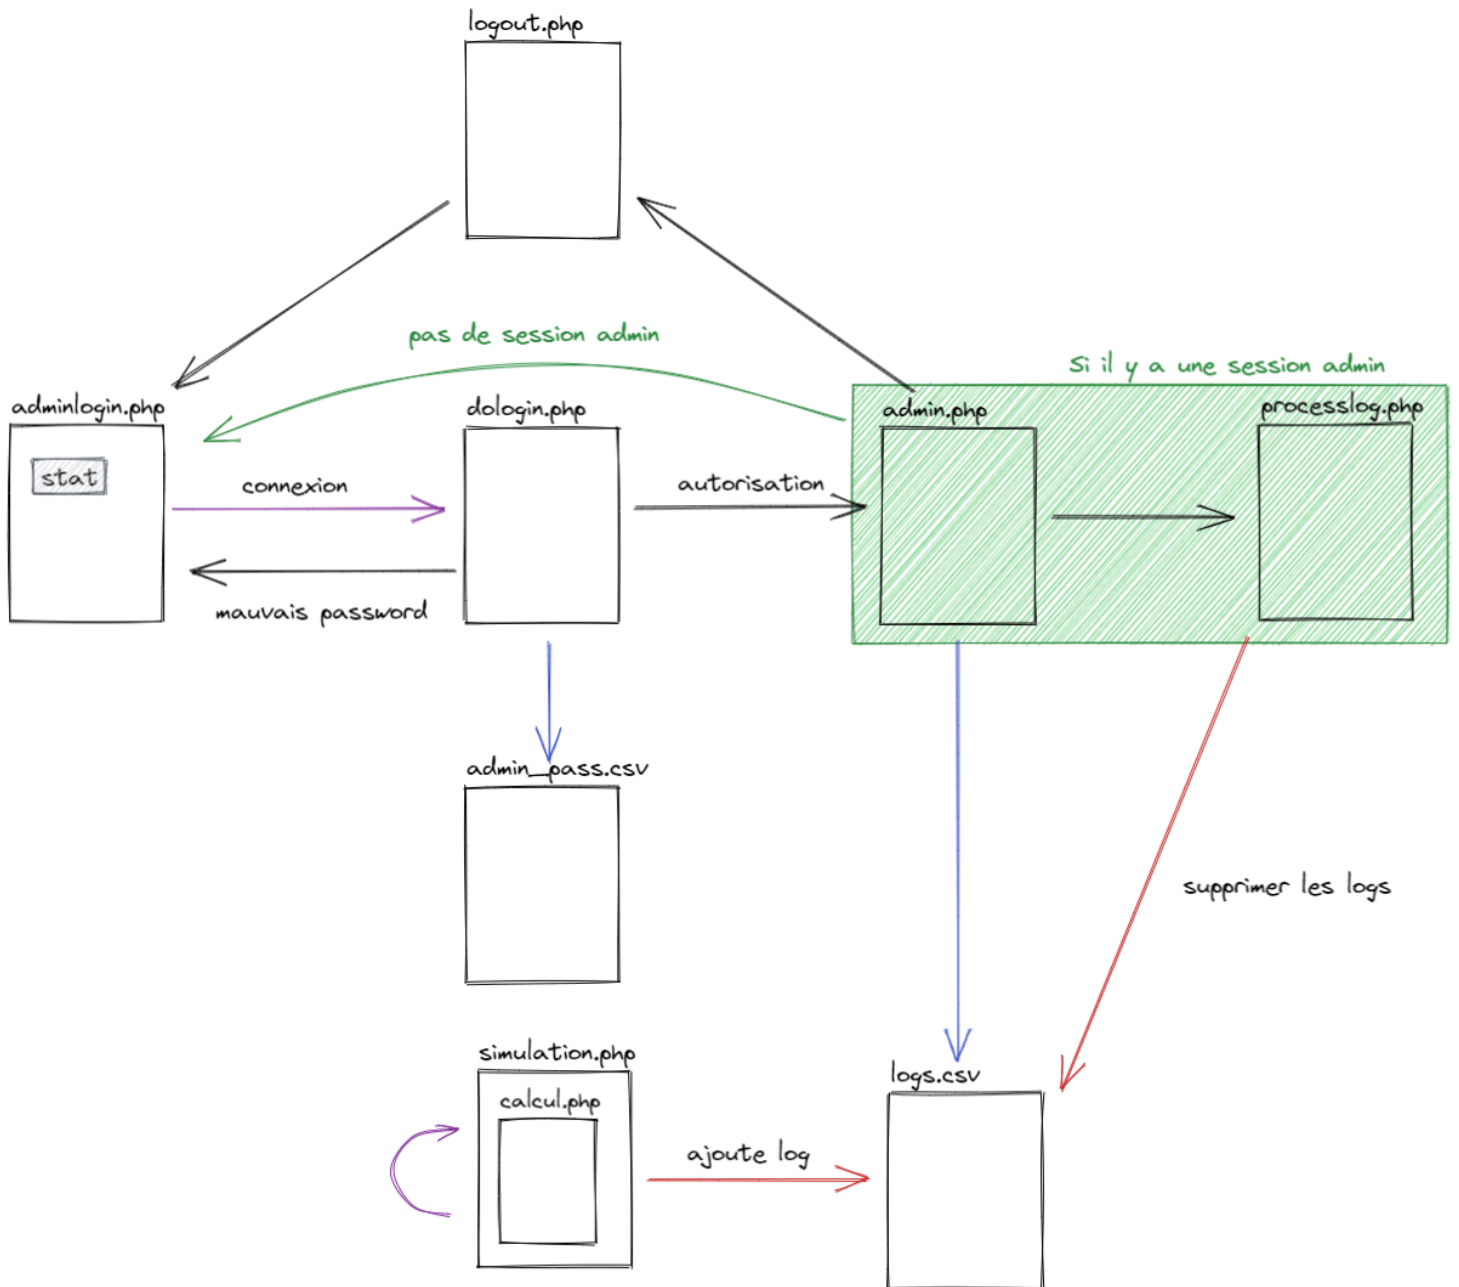 logout.php
pas de session admin
Si il y a une session admin
adminlogin.php
dologin.php
admin.php
processlog.php
stat
connexion
autorisation
mauvais password
admin_pass.csv
supprimer les logs
simulation.php
logs.csv
calcul.php
ajoute log